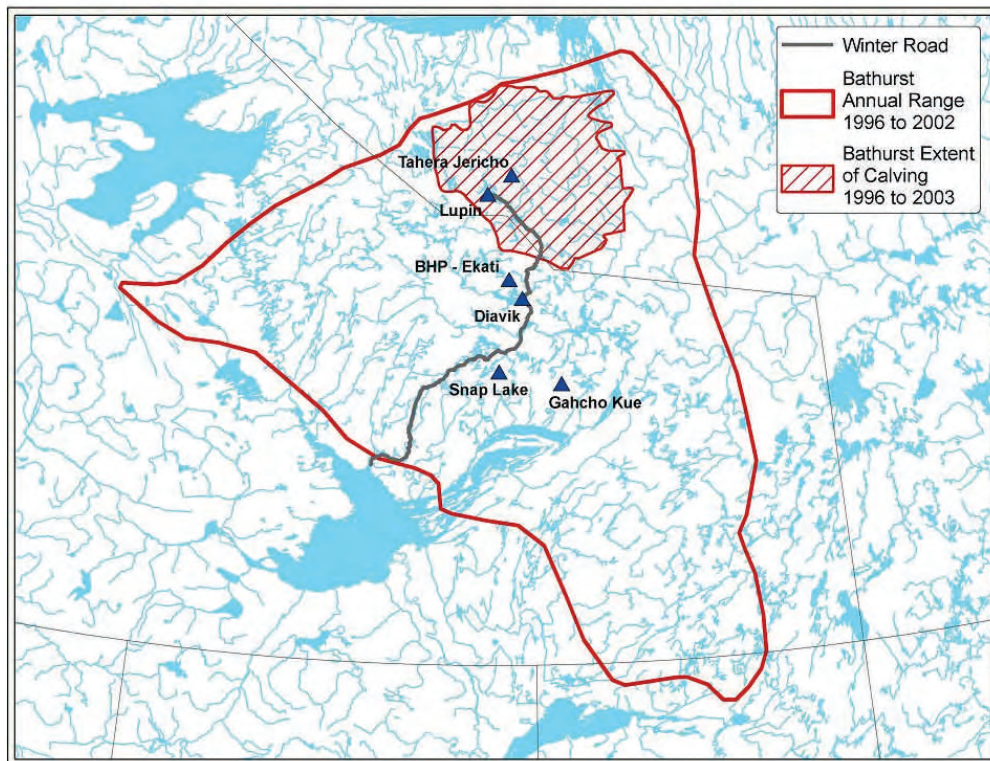 Winter Road
Bathurst
Annual Range
1996 to 2002
Bathurst Extent
of Calving
1996 to 2003
Tahera Jericho
Lupin
BHP - Ekati
Diavik
Snap Lake
Gahcho Kue